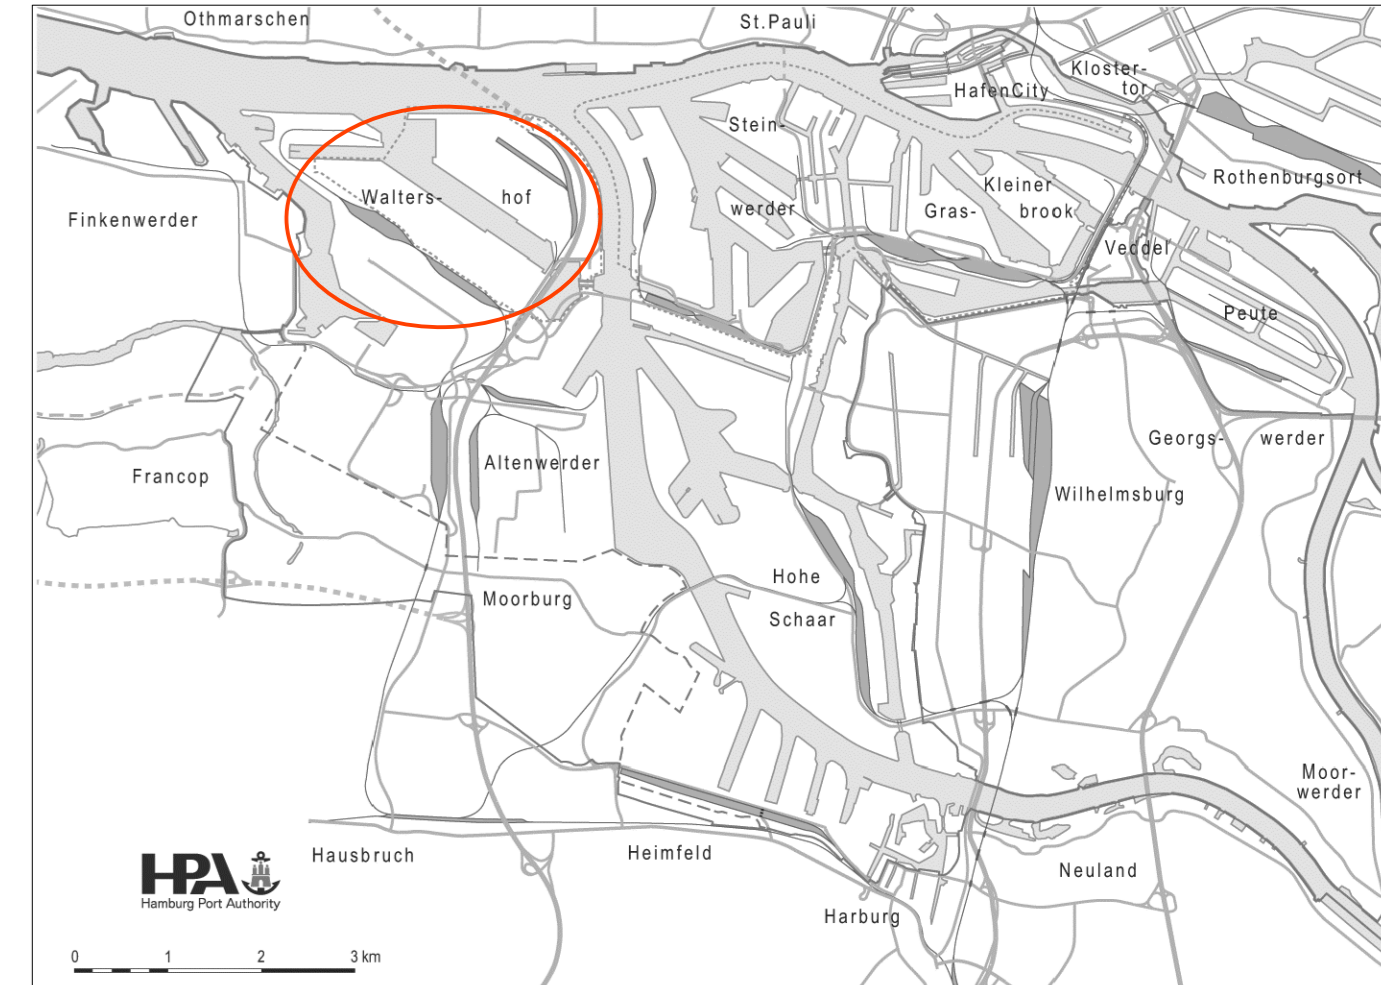 Othmarschen
St.Pauli
Kloster-
tor
HafenCity
Stein-
werder
Rothenburgsort
Kleiner
Gras-
brook
Walters-
hof
Finkenwerder
Veddel
Peute
Georgs-
werder
Altenwerder
Francop
Wilhelmsburg
Hohe
Schaar
Moorburg
Moor-
werder
Hausbruch
Heimfeld
Neuland
Harburg
HPA
Hamburg Port Authority
0 1 2 3 km